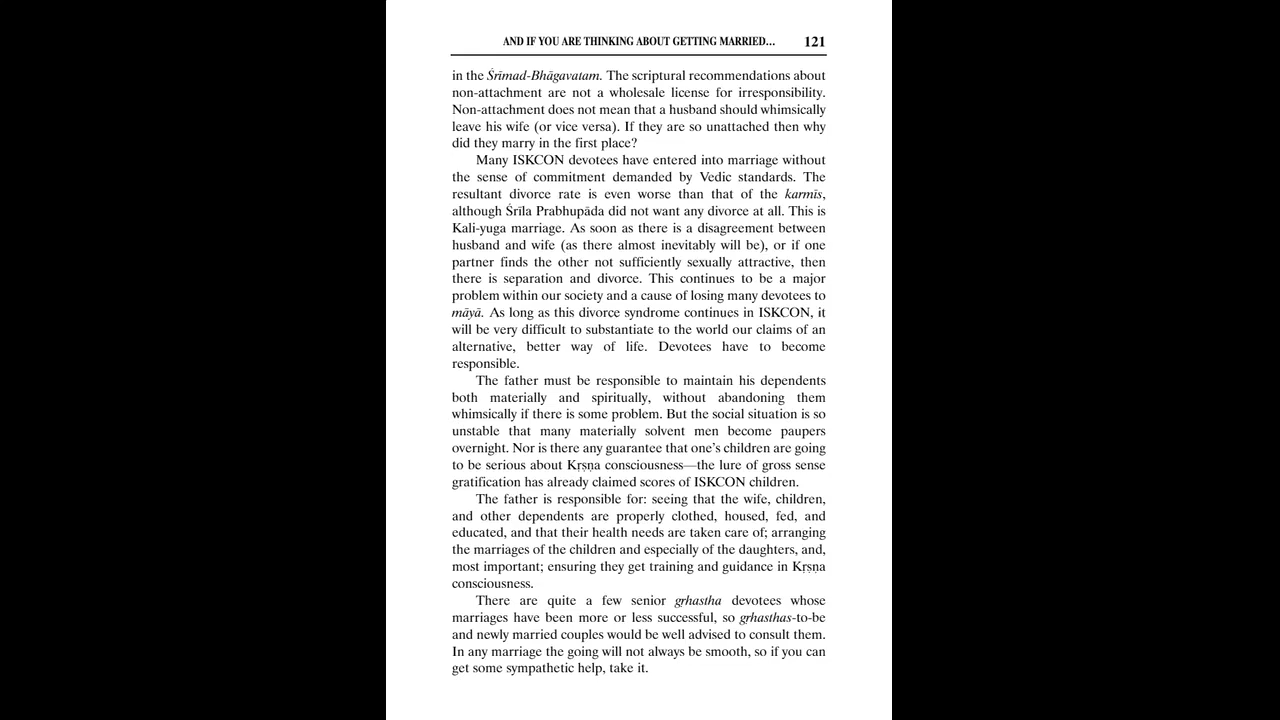 AND IF YOU ARE THINKING ABOUT GETTING MARRIED... 121
in the Śrīmad-Bhāgavatam. The scriptural recommendations about
non-attachment are not a wholesale license for irresponsibility.
Non-attachment does not mean that a husband should whimsically
leave his wife (or vice versa). If they are so unattached then why
did they marry in the first place?
Many ISKCON devotees have entered into marriage without
the sense of commitment demanded by Vedic standards. The
resultant divorce rate is even worse than that of the karmīs,
although Śrīla Prabhupāda did not want any divorce at all. This is
Kali-yuga marriage. As soon as there is a disagreement between
husband and wife (as there almost inevitably will be), or if one
partner finds the other not sufficiently sexually attractive, then
there is separation and divorce. This continues to be a major
problem within our society and a cause of losing many devotees to
māyā. As long as this divorce syndrome continues in ISKCON, it
will be very difficult to substantiate to the world our claims of an
alternative, better way of life. Devotees have to become
responsible.
The father must be responsible to maintain his dependents
both materially and spiritually, without abandoning them
whimsically if there is some problem. But the social situation is so
unstable that many materially solvent men become paupers
overnight. Nor is there any guarantee that one's children are going
to be serious about Kṛṣṇa consciousness—the lure of gross sense
gratification has already claimed scores of ISKCON children.
The father is responsible for: seeing that the wife, children,
and other dependents are properly clothed, housed, fed, and
educated, and that their health needs are taken care of; arranging
the marriages of the children and especially of the daughters, and,
most important; ensuring they get training and guidance in Kṛṣṇa
consciousness.
There are quite a few senior gṛhastha devotees whose
marriages have been more or less successful, so gṛhasthas-to-be
and newly married couples would be well advised to consult them.
In any marriage the going will not always be smooth, so if you can
get some sympathetic help, take it.